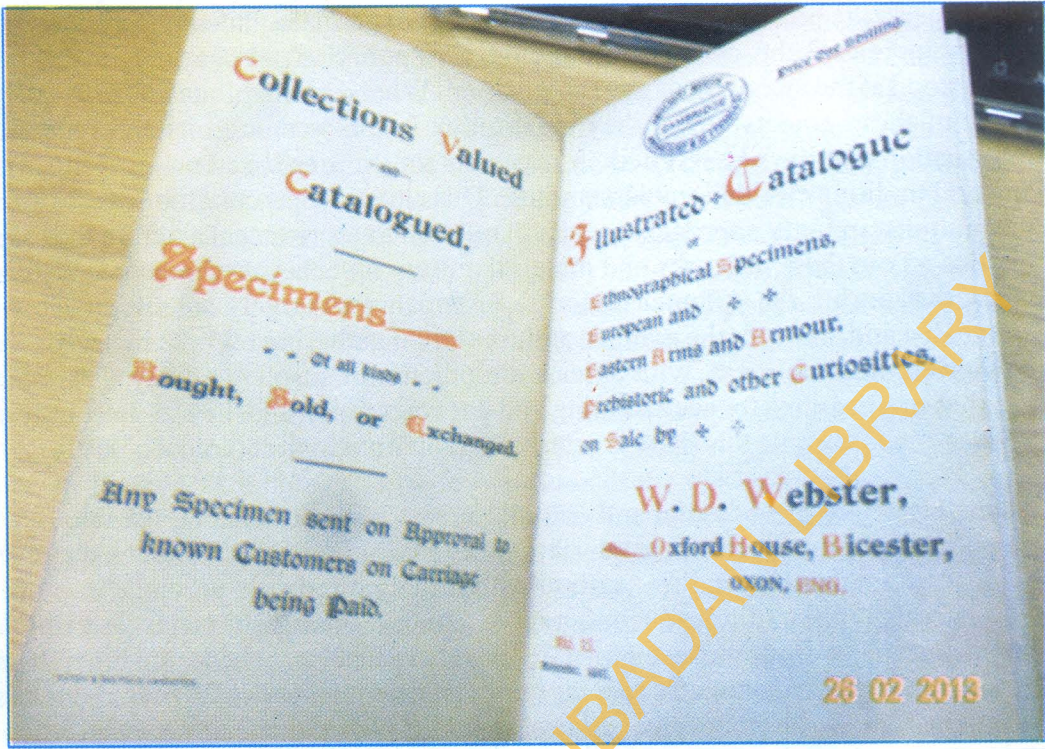 Collections Valued
AND
Catalogued.
Specimens
Of all kinds
Bought, Sold, or Exchanged.
Any Specimen sent on Approval to
known Customers on Carriage
being Paid.
Price One Shilling.
CAMBRIDGE
Illustrated Catalogue
of
Ethnographical Specimens,
European and
Eastern Arms and Armour,
Prehistoric and other Curiosities,
on Sale by
W. D. Webster,
Oxford House, Bicester,
OXON, ENG.
26 02 2013
IBADAN LIBRARY